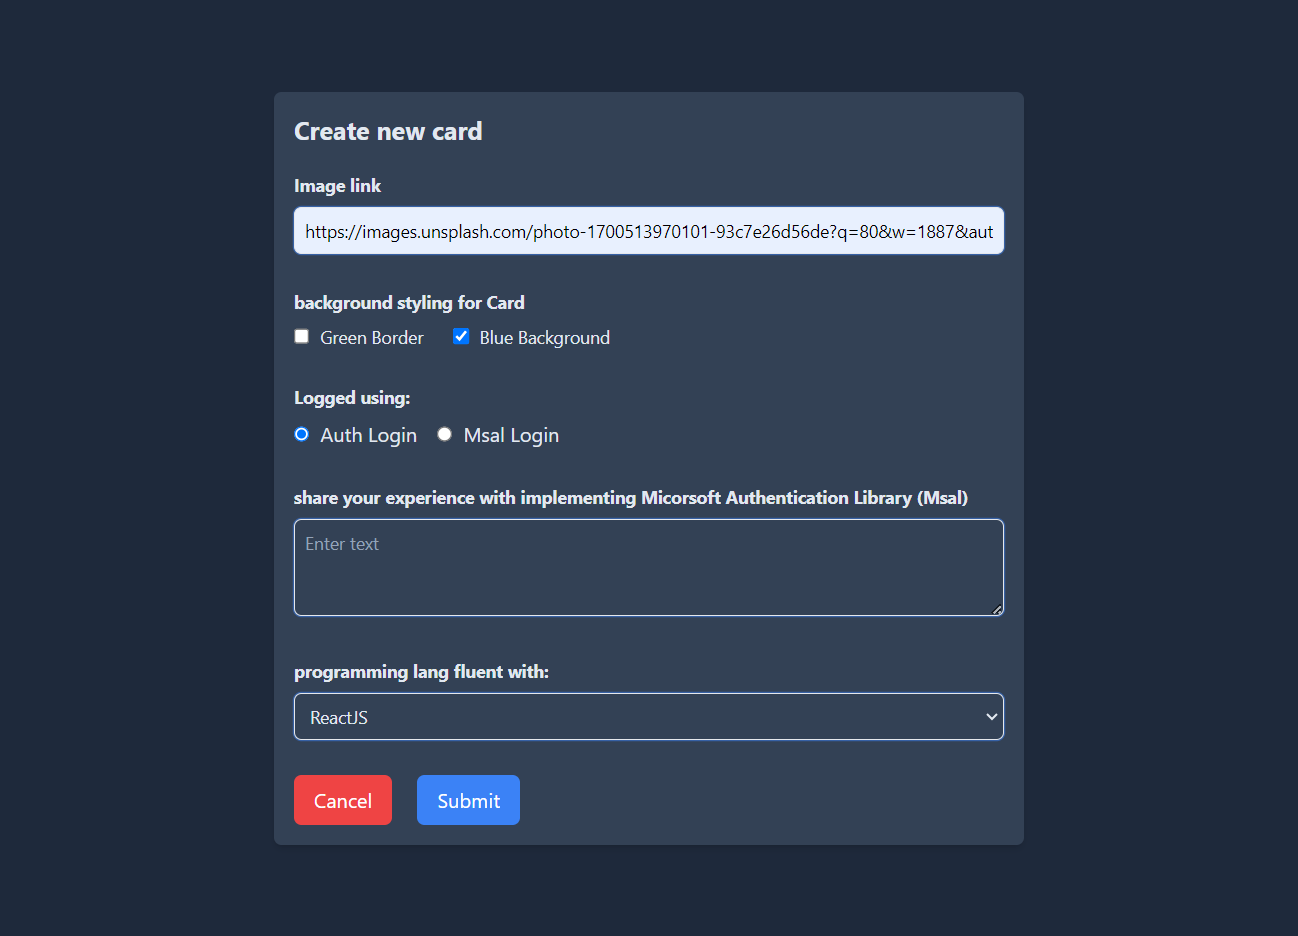 Create new card
Image link
https://images.unsplash.com/photo-1700513970101-93c7e26d56de?q=80&w=1887&aut
background styling for Card
Green Border Blue Background
Logged using:
Auth Login Msal Login
share your experience with implementing Micorsoft Authentication Library (Msal)
Enter text
programming lang fluent with:
ReactJS
Cancel Submit